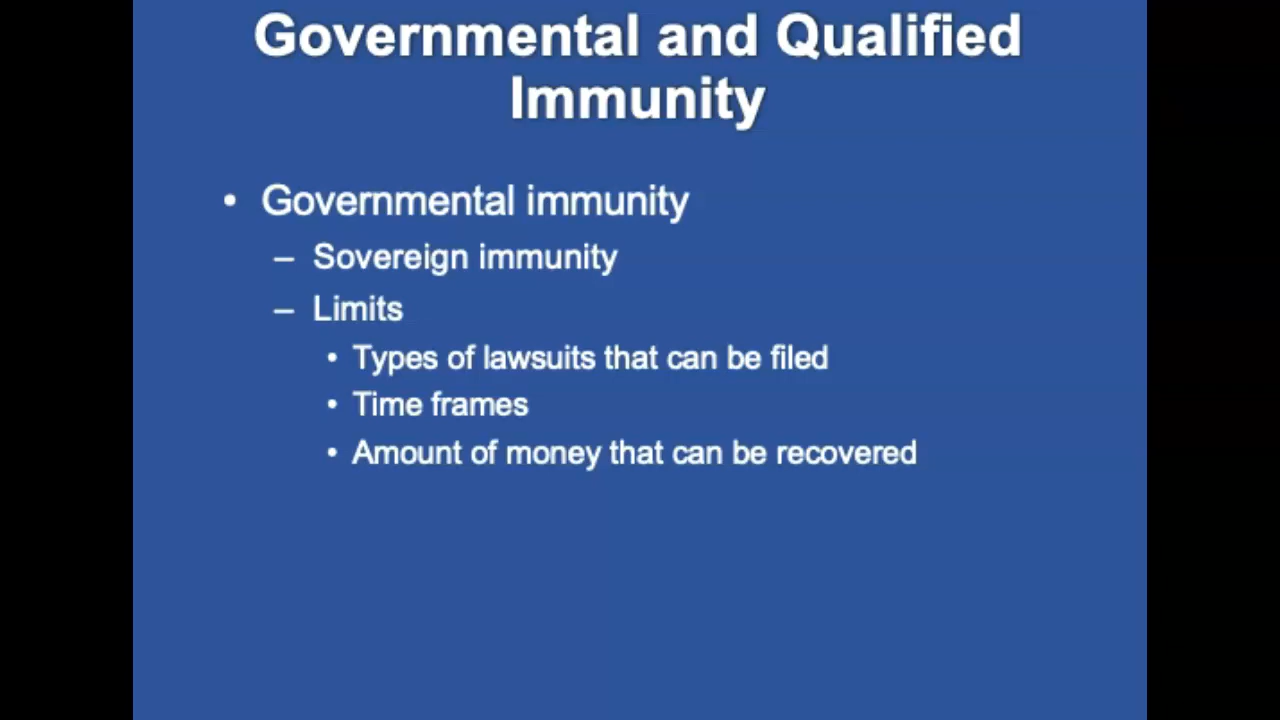 Governmental and Qualified
Immunity
• Governmental immunity
– Sovereign immunity
– Limits
• Types of lawsuits that can be filed
• Time frames
• Amount of money that can be recovered